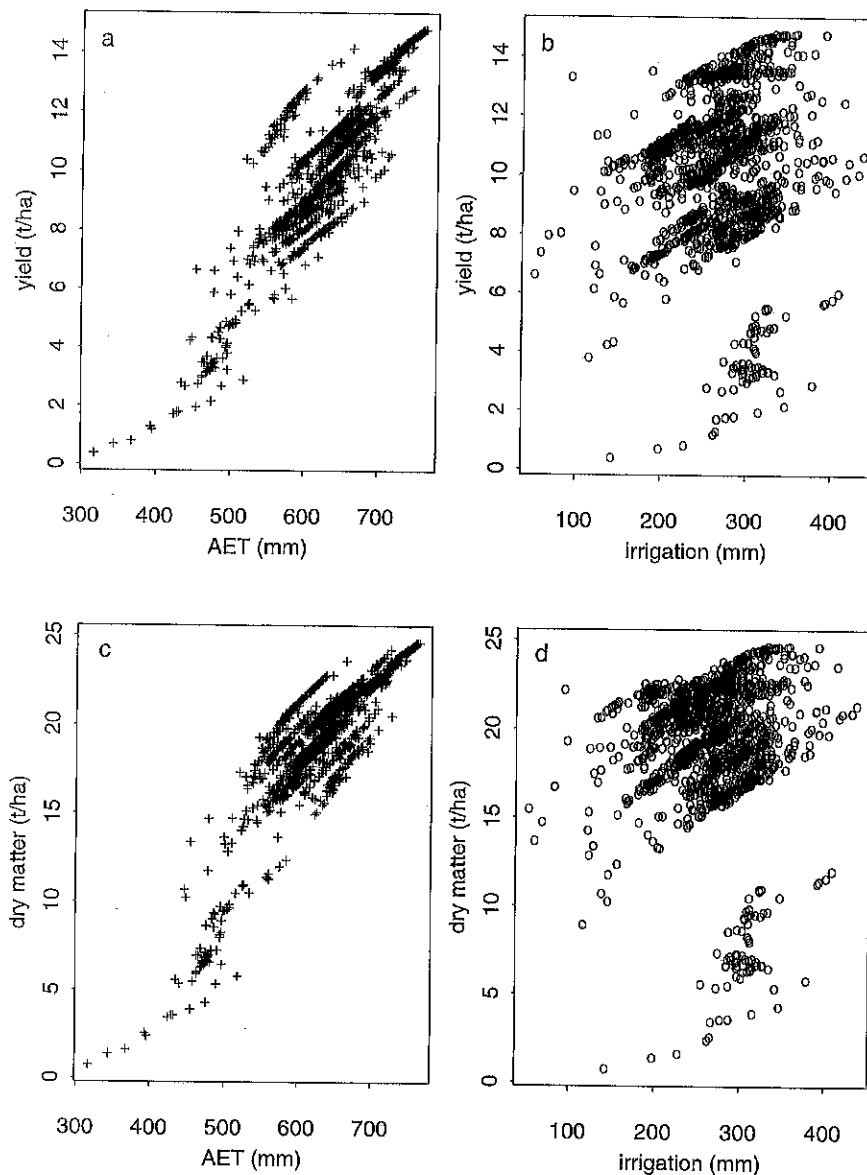 a
yield (t/ha)
14
12
10
8
6
4
2
0
300 400 500 600 700
AET (mm)
b
yield (t/ha)
14
12
10
8
6
4
2
0
100 200 300 400
irrigation (mm)
c
dry matter (t/ha)
25
20
15
10
5
0
300 400 500 600 700
AET (mm)
d
dry matter (t/ha)
25
20
15
10
5
0
100 200 300 400
irrigation (mm)